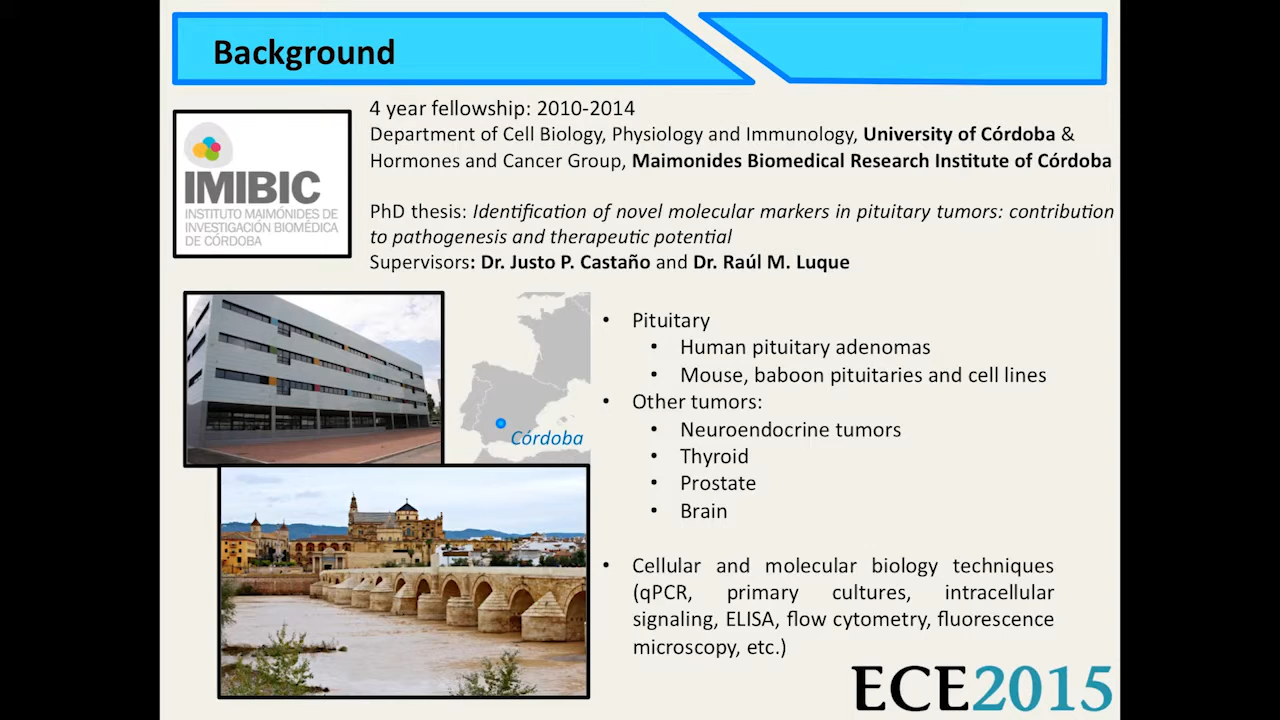 Background
4 year fellowship: 2010-2014
Department of Cell Biology, Physiology and Immunology, University of Córdoba &
Hormones and Cancer Group, Maimonides Biomedical Research Institute of Córdoba
IMIBIC
INSTITUTO MAIMÓNIDES DE
INVESTIGACIÓN BIOMÉDICA
DE CÓRDOBA
PhD thesis: Identification of novel molecular markers in pituitary tumors: contribution
to pathogenesis and therapeutic potential
Supervisors: Dr. Justo P. Castaño and Dr. Raúl M. Luque
Córdoba
• Pituitary
• Human pituitary adenomas
• Mouse, baboon pituitaries and cell lines
• Other tumors:
• Neuroendocrine tumors
• Thyroid
• Prostate
• Brain
• Cellular and molecular biology techniques
(qPCR, primary cultures, intracellular
signaling, ELISA, flow cytometry, fluorescence
microscopy, etc.)
ECE2015